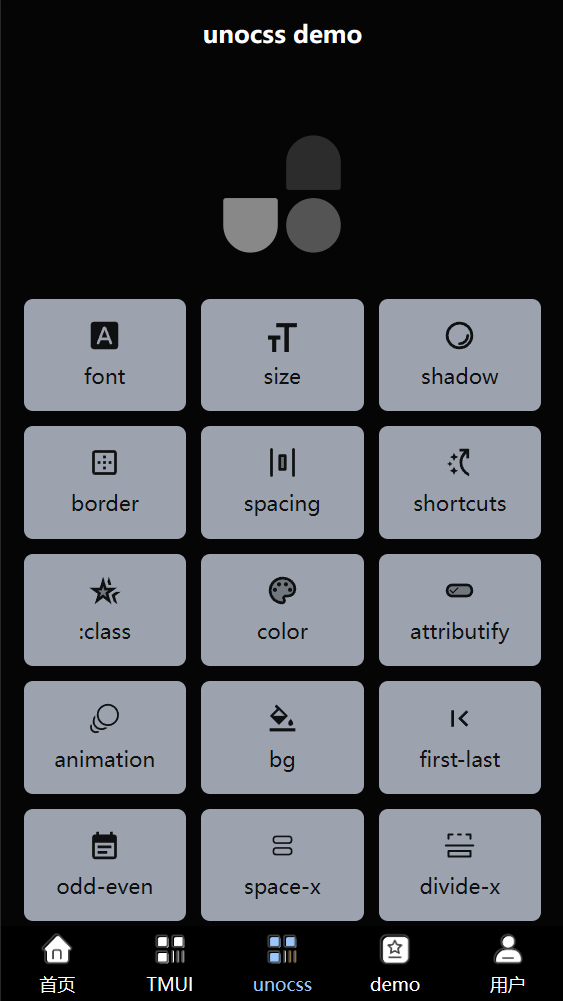 unocss demo
font
size
shadow
border
spacing
shortcuts
:class
color
attributify
animation
bg
first-last
odd-even
space-x
divide-x
首页
TMUI
unocss
demo
用户